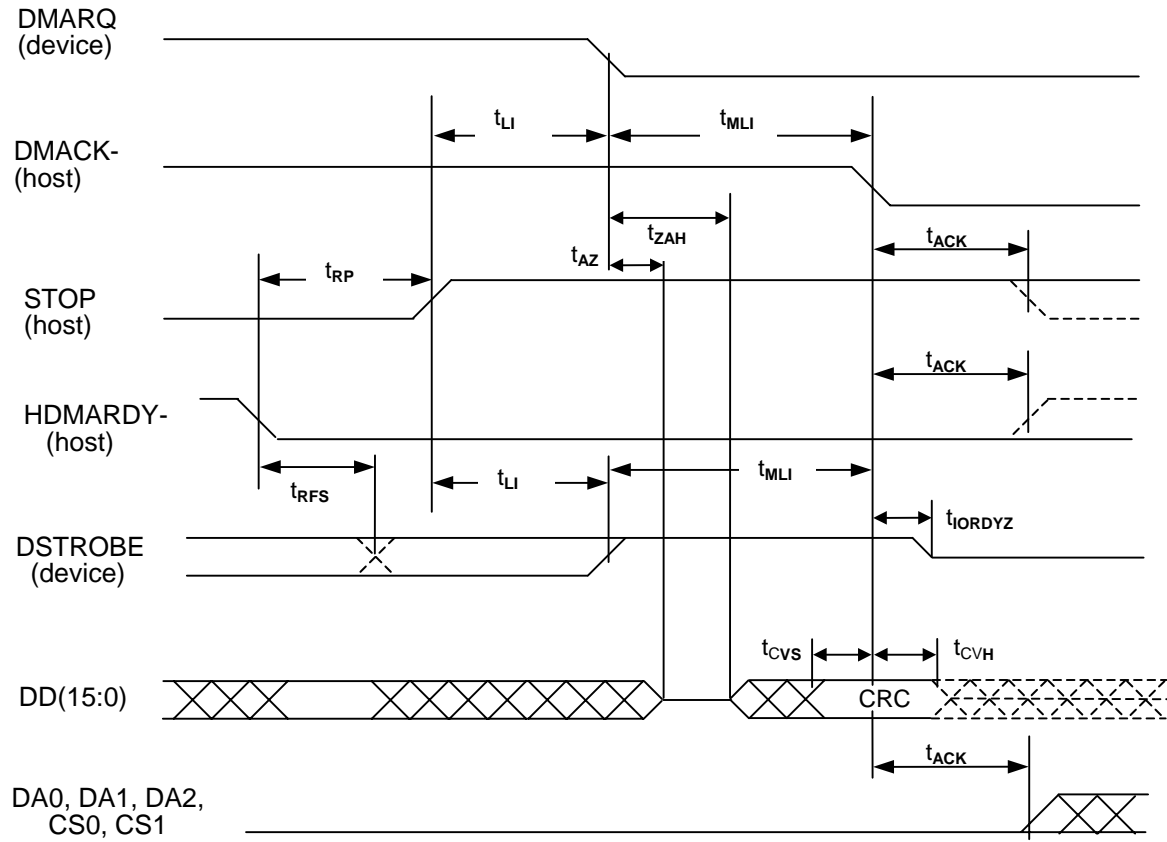 DMARQ
(device)
tLI
tMLI
DMACK-
(host)
tZAH
tACK
tAZ
tRP
STOP
(host)
tACK
HDMARDY-
(host)
tRFS
tLI
tMLI
tIORDYZ
DSTROBE
(device)
tCVS
tCVH
DD(15:0)
CRC
tACK
DA0, DA1, DA2,
CS0, CS1